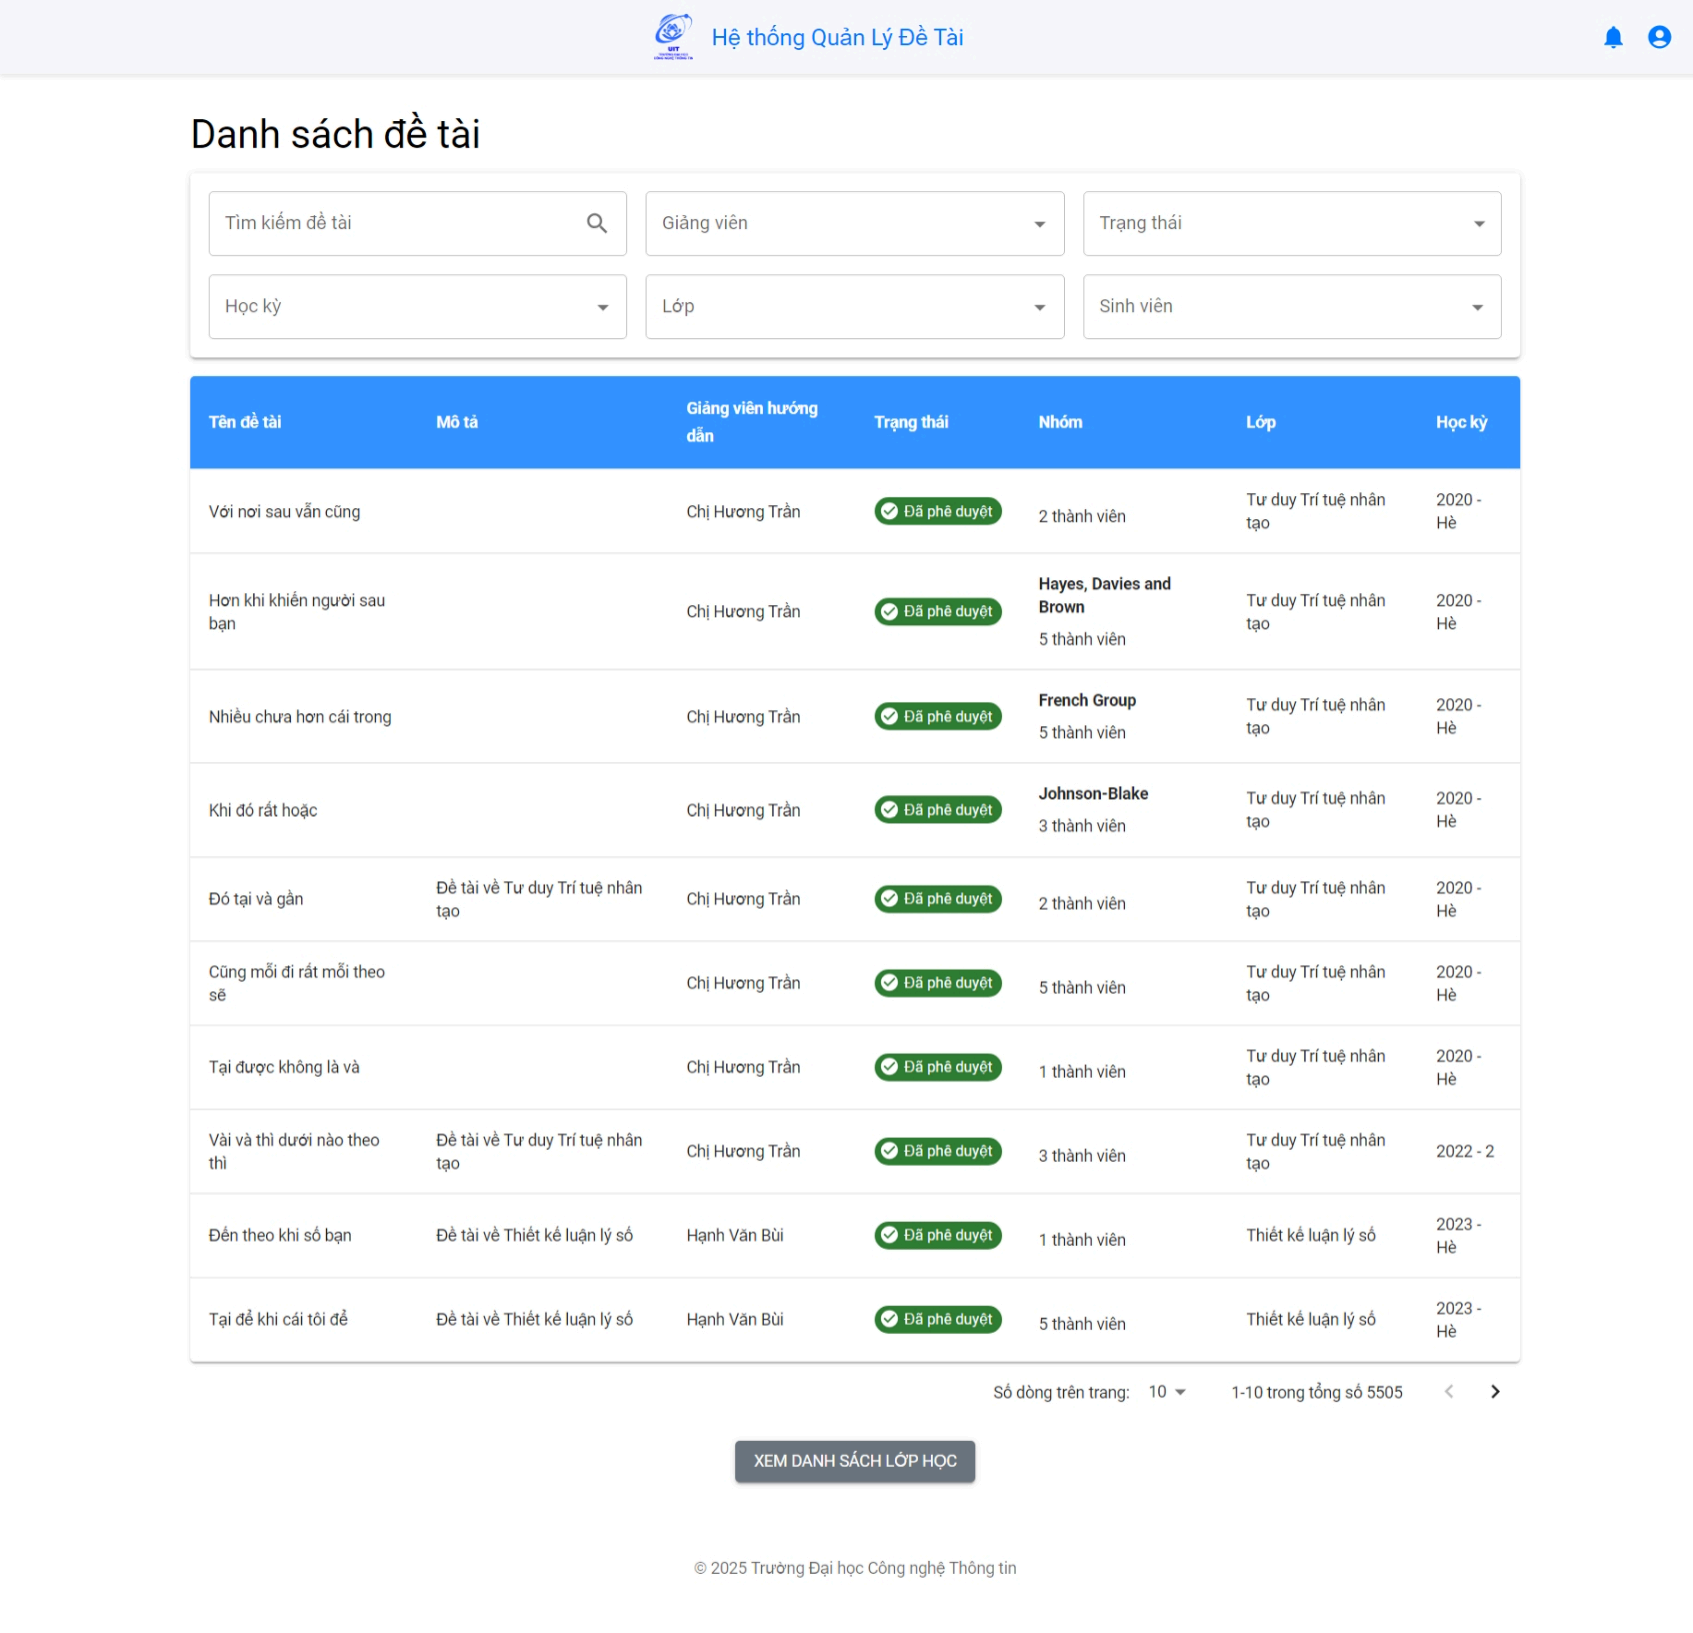 UIT
TRƯỜNG ĐẠI HỌC
CÔNG NGHỆ THÔNG TIN
Hệ thống Quản Lý Đề Tài
Danh sách đề tài
Tìm kiếm đề tài
Giảng viên
Trạng thái
Học kỳ
Lớp
Sinh viên
Tên đề tài
Mô tả
Giảng viên hướng
dẫn
Trạng thái
Nhóm
Lớp
Học kỳ
Với nơi sau vẫn cũng
Chị Hương Trần
Đã phê duyệt
2 thành viên
Tư duy Trí tuệ nhân
tạo
2020 -
Hè
Hơn khi khiến người sau
bạn
Chị Hương Trần
Đã phê duyệt
Hayes, Davies and
Brown
5 thành viên
Tư duy Trí tuệ nhân
tạo
2020 -
Hè
Nhiều chưa hơn cái trong
Chị Hương Trần
Đã phê duyệt
French Group
5 thành viên
Tư duy Trí tuệ nhân
tạo
2020 -
Hè
Khi đó rất hoặc
Chị Hương Trần
Đã phê duyệt
Johnson-Blake
3 thành viên
Tư duy Trí tuệ nhân
tạo
2020 -
Hè
Đó tại và gần
Đề tài về Tư duy Trí tuệ nhân
tạo
Chị Hương Trần
Đã phê duyệt
2 thành viên
Tư duy Trí tuệ nhân
tạo
2020 -
Hè
Cũng mỗi đi rất mỗi theo
sẽ
Chị Hương Trần
Đã phê duyệt
5 thành viên
Tư duy Trí tuệ nhân
tạo
2020 -
Hè
Tại được không là và
Chị Hương Trần
Đã phê duyệt
1 thành viên
Tư duy Trí tuệ nhân
tạo
2020 -
Hè
Vài và thì dưới nào theo
thì
Đề tài về Tư duy Trí tuệ nhân
tạo
Chị Hương Trần
Đã phê duyệt
3 thành viên
Tư duy Trí tuệ nhân
tạo
2022 - 2
Đến theo khi số bạn
Đề tài về Thiết kế luận lý số
Hạnh Văn Bùi
Đã phê duyệt
1 thành viên
Thiết kế luận lý số
2023 -
Hè
Tại để khi cái tôi để
Đề tài về Thiết kế luận lý số
Hạnh Văn Bùi
Đã phê duyệt
5 thành viên
Thiết kế luận lý số
2023 -
Hè
Số dòng trên trang: 10
1-10 trong tổng số 5505
XEM DANH SÁCH LỚP HỌC
© 2025 Trường Đại học Công nghệ Thông tin